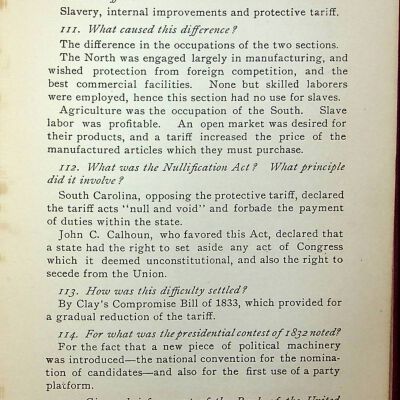 Slavery, internal improvements and protective tariff.
111. What caused this difference?
The difference in the occupations of the two sections.
The North was engaged largely in manufacturing, and
wished protection from foreign competition, and the
best commercial facilities. None but skilled laborers
were employed, hence this section had no use for slaves.
Agriculture was the occupation of the South. Slave
labor was profitable. An open market was desired for
their products, and a tariff increased the price of the
manufactured articles which they must purchase.
112. What was the Nullification Act? What principle
did it involve?
South Carolina, opposing the protective tariff, declared
the tariff acts "null and void" and forbade the payment
of duties within the state.
John C. Calhoun, who favored this Act, declared that
a state had the right to set aside any act of Congress
which it deemed unconstitutional, and also the right to
secede from the Union.
113. How was this difficulty settled?
By Clay's Compromise Bill of 1833, which provided for
a gradual reduction of the tariff.
114. For what was the presidential contest of 1832 noted?
For the fact that a new piece of political machinery
was introduced—the national convention for the nomina-
tion of candidates—and also for the first use of a party
platform.
of the Bank of the United